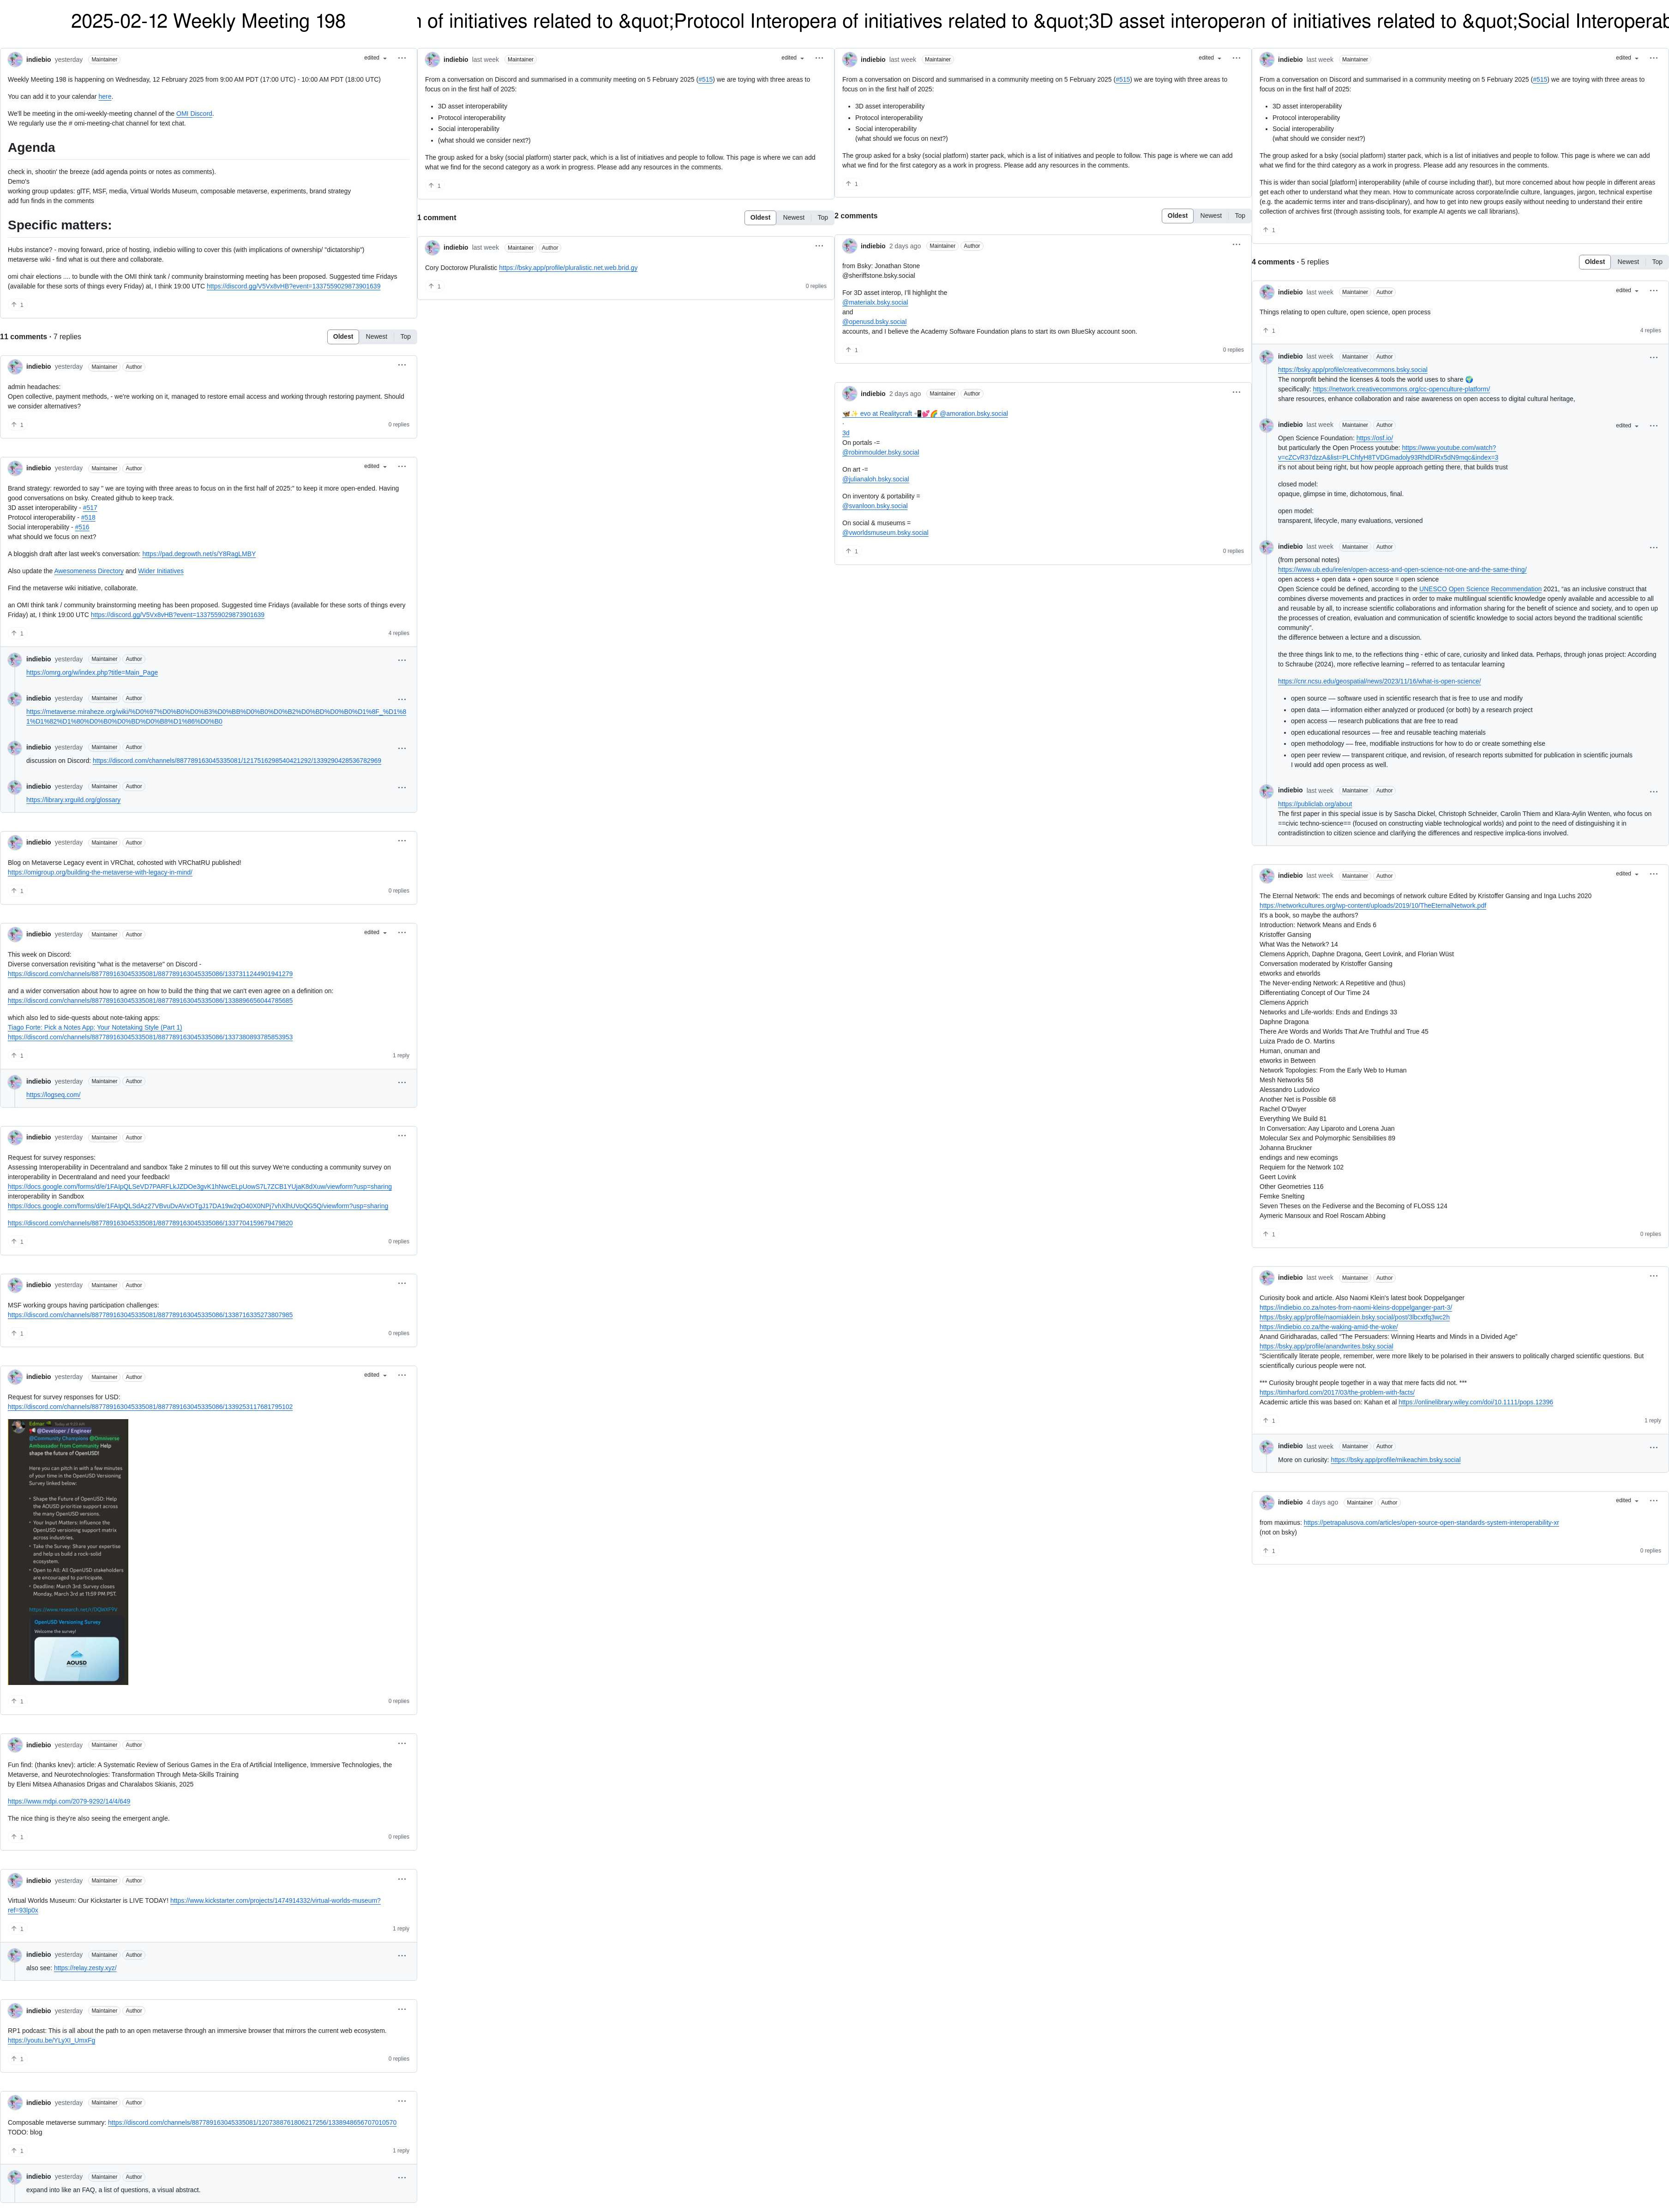 2025-02-12 Weekly Meeting 198
indiebio last week Maintainer
edited
indiebio Maintainer
edited
Weekly Meeting 198 is happening on Wednesday, 12 February 2025 from 9:00 AM PDT (17:00 UTC) - 10:00 AM PDT (18:00 UTC)
You can add it to your calendar here.
We'll be meeting in the omi-weekly-meeting channel of the OMI Discord.
We regularly use the # omi-meeting-chat channel for text chat.
Agenda
check in, shootin' the breeze (add agenda points or notes as comments).
Demo's
working group updates: glTF, MSF, media, Virtual Worlds Museum, composable metaverse, experiments, brand strategy
add fun finds in the comments
Specific matters:
Hubs instance? - moving forward, price of hosting, indiebio willing to cover this (with implications of ownership/ "dictatorship")
metaverse wiki - find what is out there and collaborate.
omi chair elections .... to bundle with the OMI think tank / community brainstorming meeting has been proposed. Suggested time Fridays
(available for these sorts of things every Friday) at, I think 19:00 UTC https://discord.gg/V5Vx8vHB?event=1337559029873901639
1
11 comments · 7 replies
Oldest Newest Top
indiebio yesterday Maintainer Author
admin headaches:
Open collective, payment methods, - we're working on it, managed to restore email access and working through restoring payment. Should
we consider alternatives?
1
0 replies
indiebio yesterday Maintainer Author
edited
Brand strategy: reworded to say " we are toying with three areas to focus on in the first half of 2025:" to keep it more open-ended. Having
good conversations on bsky. Created github to keep track.
3D asset interoperability - #517
Protocol interoperability - #518
Social interoperability - #516
what should we focus on next?
A bloggish draft after last week's conversation: https://pad.degrowth.net/s/Y8RagLMBY
Also update the Awesomeness Directory and Wider Initiatives
Find the metaverse wiki initiative, collaborate.
an OMI think tank / community brainstorming meeting has been proposed. Suggested time Fridays (available for these sorts of things every
Friday) at, I think 19:00 UTC https://discord.gg/V5Vx8vHB?event=1337559029873901639
1
4 replies
indiebio yesterday Maintainer Author
https://omrg.org/w/index.php?title=Main_Page
indiebio yesterday Maintainer Author
https://metaverse.miraheze.org/wiki/%D0%97%D0%B0%D0%B3%D0%BB%D0%B0%D0%B2%D0%BD%D0%B0%D1%8F_%D1%8
1%D1%82%D1%80%D0%B0%D0%BD%D0%B8%D1%86%D0%B0
indiebio yesterday Maintainer Author
discussion on Discord: https://discord.com/channels/887789163045335081/1217516298540421292/1339290428536782969
indiebio yesterday Maintainer Author
https://library.xrguild.org/glossary
indiebio yesterday Maintainer Author
Blog on Metaverse Legacy event in VRChat, cohosted with VRChatRU published!
https://omigroup.org/building-the-metaverse-with-legacy-in-mind/
1
0 replies
indiebio yesterday Maintainer Author
edited
This week on Discord:
Diverse conversation revisiting "what is the metaverse" on Discord -
https://discord.com/channels/887789163045335081/887789163045335086/1337311244901941279
and a wider conversation about how to agree on how to build the thing that we can't even agree on a definition on:
https://discord.com/channels/887789163045335081/887789163045335086/1338896656044785685
which also led to side-quests about note-taking apps:
Tiago Forte: Pick a Notes App: Your Notetaking Style (Part 1)
https://discord.com/channels/887789163045335081/887789163045335086/1337380893785853953
1
1 reply
indiebio yesterday Maintainer Author
https://logseq.com/
indiebio yesterday Maintainer Author
Request for survey responses:
Assessing Interoperability in Decentraland and sandbox Take 2 minutes to fill out this survey We're conducting a community survey on
interoperability in Decentraland and need your feedback!
https://docs.google.com/forms/d/e/1FAIpQLSeVD7PARFLkJZDOe3gvK1hNwcELpUowS7L7ZCB1YUjaK8dXuw/viewform?usp=sharing
interoperability in Sandbox
https://docs.google.com/forms/d/e/1FAIpQLSdAz27VBvuDivAVxOTgJ17DA19w2qO40X0NPj7vhXlhUVoQG5Q/viewform?usp=sharing
https://discord.com/channels/887789163045335081/887789163045335086/1337704159679479820
1
0 replies
indiebio yesterday Maintainer Author
MSF working groups having participation challenges:
https://discord.com/channels/887789163045335081/887789163045335086/1338716335273807985
1
0 replies
indiebio yesterday Maintainer Author
edited
Request for survey responses for USD:
https://discord.com/channels/887789163045335081/887789163045335086/1339253117681795102
Edmar
@Developer / Engineer
@Community Champions @Omniverse
Ambassador from Community Help
shape the future of OpenUSD!
Here you can pitch in with a few minutes
of your time in the OpenUSD Versioning
Survey linked below:
• Shape the Future of OpenUSD: Help
the AOUSD prioritize support across
the many OpenUSD versions.
• Your Input Matters: Influence the
OpenUSD versioning support matrix
across industries.
• Take the Survey: Share your expertise
and help us build a rock-solid
ecosystem.
• Open to All: All OpenUSD stakeholders
are encouraged to participate.
• Deadline: March 3rd: Survey closes
Monday, March 3rd at 11:59 PM PST.
OpenUSD Versioning Survey
Welcome the survey!
AOUSD
1
0 replies
indiebio yesterday Maintainer Author
Fun find: (thanks knev): article: A Systematic Review of Serious Games in the Era of Artificial Intelligence, Immersive Technologies, the
Metaverse, and Neurotechnologies: Transformation Through Meta-Skills Training
by Eleni Mitsea Athanasios Drigas and Charalabos Skianis, 2025
https://www.mdpi.com/2079-9292/14/4/649
The nice thing is they're also seeing the emergent angle.
1
0 replies
indiebio yesterday Maintainer Author
Virtual Worlds Museum: Our Kickstarter is LIVE TODAY! https://www.kickstarter.com/projects/1474914332/virtual-worlds-museum?
ref=93lp0x
1
1 reply
indiebio yesterday Maintainer Author
also see: https://relay.zesty.xyz/
indiebio yesterday Maintainer Author
RP1 podcast: This is all about the path to an open metaverse through an immersive browser that mirrors the current web ecosystem.
https://youtu.be/YLyXI_UmxFg
1
0 replies
indiebio yesterday Maintainer Author
Composable metaverse summary: https://discord.com/channels/887789163045335081/1207388761806217256/1338948656707010570
TODO: blog
1
1 reply
indiebio yesterday Maintainer Author
expand into like an FAQ, a list of questions, a visual abstract.
n of initiatives related to &quot;Protocol Interopera
indiebio last week Maintainer
edited
From a conversation on Discord and summarised in a community meeting on 5 February 2025 (#515) we are toying with three areas to
focus on in the first half of 2025:
• 3D asset interoperability
• Protocol interoperability
• Social interoperability
• (what should we consider next?)
The group asked for a bsky (social platform) starter pack, which is a list of initiatives and people to follow. This page is where we can add
what we find for the second category as a work in progress. Please add any resources in the comments.
1
1 comment
Oldest Newest Top
indiebio last week Maintainer Author
Cory Doctorow Pluralistic https://bsky.app/profile/pluralistic.net.web.brid.gy
1
0 replies
of initiatives related to &quot;3D asset interoperan
indiebio last week Maintainer
edited
From a conversation on Discord and summarised in a community meeting on 5 February 2025 (#515) we are toying with three areas to
focus on in the first half of 2025:
• 3D asset interoperability
• Protocol interoperability
• Social interoperability
(what should we focus on next?)
The group asked for a bsky (social platform) starter pack, which is a list of initiatives and people to follow. This page is where we can add
what we find for the first category as a work in progress. Please add any resources in the comments.
1
2 comments
Oldest Newest Top
indiebio 2 days ago Maintainer Author
from Bsky: Jonathan Stone
@sheriffstone.bsky.social
For 3D asset interop, I'll highlight the
@materialx.bsky.social
and
@openusd.bsky.social
accounts, and I believe the Academy Software Foundation plans to start its own BlueSky account soon.
1
0 replies
indiebio 2 days ago Maintainer Author
🦋✨ evo at Realitycraft -📲💕🌈 @amoration.bsky.social
-
3d
On portals -=
@robinmoulder.bsky.social
On art -=
@julianaloh.bsky.social
On inventory & portability =
@svanloon.bsky.social
On social & museums =
@vworldsmuseum.bsky.social
1
0 replies
n of initiatives related to &quot;Social Interoperab
indiebio last week Maintainer
edited
From a conversation on Discord and summarised in a community meeting on 5 February 2025 (#515) we are toying with three areas to
focus on in the first half of 2025:
• 3D asset interoperability
• Protocol interoperability
• Social interoperability
(what should we consider next?)
The group asked for a bsky (social platform) starter pack, which is a list of initiatives and people to follow. This page is where we can add
what we find for the third category as a work in progress. Please add any resources in the comments.
This is wider than social [platform] interoperability (while of course including that!), but more concerned about how people in different areas
get each other to understand what they mean. How to communicate across corporate/indie culture, languages, jargon, technical expertise
(e.g. the academic terms inter and trans-disciplinary), and how to get into new groups easily without needing to understand their entire
collection of archives first (through assisting tools, for example AI agents we call librarians).
1
4 comments · 5 replies
Oldest Newest Top
indiebio last week Maintainer Author
edited
Things relating to open culture, open science, open process
1
4 replies
indiebio last week Maintainer Author
https://bsky.app/profile/creativecommons.bsky.social
The nonprofit behind the licenses & tools the world uses to share 🌍
specifically: https://network.creativecommons.org/cc-openculture-platform/
share resources, enhance collaboration and raise awareness on open access to digital cultural heritage,
indiebio last week Maintainer Author
edited
Open Science Foundation: https://osf.io/
but particularly the Open Process youtube: https://www.youtube.com/watch?
v=cZCvR37dzzA&list=PLChfyH8TVDGmadoly93RhdDlRx5dN9mqc&index=3
it's not about being right, but how people approach getting there, that builds trust
closed model:
opaque, glimpse in time, dichotomous, final.
open model:
transparent, lifecycle, many evaluations, versioned
indiebio last week Maintainer Author
(from personal notes)
https://www.ub.edu/ire/en/open-access-and-open-science-not-one-and-the-same-thing/
open access + open data + open source = open science
Open Science could be defined, according to the UNESCO Open Science Recommendation 2021, "as an inclusive construct that
combines diverse movements and practices in order to make multilingual scientific knowledge openly available and accessible to all
and reusable by all, to increase scientific collaborations and information sharing for the benefit of science and society, and to open up
the processes of creation, evaluation and communication of scientific knowledge to social actors beyond the traditional scientific
community".
the difference between a lecture and a discussion.
the three things link to me, to the reflections thing - ethic of care, curiosity and linked data. Perhaps, through jonas project: According
to Schraube (2024), more reflective learning – referred to as tentacular learning
https://cnr.ncsu.edu/geospatial/news/2023/11/16/what-is-open-science/
• open source — software used in scientific research that is free to use and modify
• open data — information either analyzed or produced (or both) by a research project
• open access — research publications that are free to read
• open educational resources — free and reusable teaching materials
• open methodology — free, modifiable instructions for how to do or create something else
• open peer review — transparent critique, and revision, of research reports submitted for publication in scientific journals
I would add open process as well.
indiebio last week Maintainer Author
https://publiclab.org/about
The first paper in this special issue is by Sascha Dickel, Christoph Schneider, Carolin Thiem and Klara-Aylin Wenten, who focus on
==civic techno-science== (focused on constructing viable technological worlds) and point to the need of distinguishing it in
contradistinction to citizen science and clarifying the differences and respective implica-tions involved.
indiebio last week Maintainer Author
edited
The Eternal Network: The ends and becomings of network culture Edited by Kristoffer Gansing and Inga Luchs 2020
https://networkcultures.org/wp-content/uploads/2019/10/TheEternalNetwork.pdf
It's a book, so maybe the authors?
Introduction: Network Means and Ends 6
Kristoffer Gansing
What Was the Network? 14
Clemens Apprich, Daphne Dragona, Geert Lovink, and Florian Wüst
Conversation moderated by Kristoffer Gansing
etworks and etworlds
The Never-ending Network: A Repetitive and (thus)
Differentiating Concept of Our Time 24
Clemens Apprich
Networks and Life-worlds: Ends and Endings 33
Daphne Dragona
There Are Words and Worlds That Are Truthful and True 45
Luiza Prado de O. Martins
Human, onuman and
etworks in Between
Network Topologies: From the Early Web to Human
Mesh Networks 58
Alessandro Ludovico
Another Net is Possible 68
Rachel O'Dwyer
Everything We Build 81
In Conversation: Aay Liparoto and Lorena Juan
Molecular Sex and Polymorphic Sensibilities 89
Johanna Bruckner
endings and new ecomings
Requiem for the Network 102
Geert Lovink
Other Geometries 116
Femke Snelting
Seven Theses on the Fediverse and the Becoming of FLOSS 124
Aymeric Mansoux and Roel Roscam Abbing
1
0 replies
indiebio last week Maintainer Author
Curiosity book and article. Also Naomi Klein's latest book Doppelganger
https://indiebio.co.za/notes-from-naomi-kleins-doppelganger-part-3/
https://bsky.app/profile/naomiaklein.bsky.social/post/3lbcxtfq3wc2h
https://indiebio.co.za/the-waking-amid-the-woke/
Anand Giridharadas, called "The Persuaders: Winning Hearts and Minds in a Divided Age"
https://bsky.app/profile/anandwrites.bsky.social
"Scientifically literate people, remember, were more likely to be polarised in their answers to politically charged scientific questions. But
scientifically curious people were not.
*** Curiosity brought people together in a way that mere facts did not. ***
https://timharford.com/2017/03/the-problem-with-facts/
Academic article this was based on: Kahan et al https://onlinelibrary.wiley.com/doi/10.1111/pops.12396
1
1 reply
indiebio last week Maintainer Author
More on curiosity: https://bsky.app/profile/mikeachim.bsky.social
indiebio 4 days ago Maintainer Author
edited
from maximus: https://petrapalusova.com/articles/open-source-open-standards-system-interoperability-xr
(not on bsky)
1
0 replies